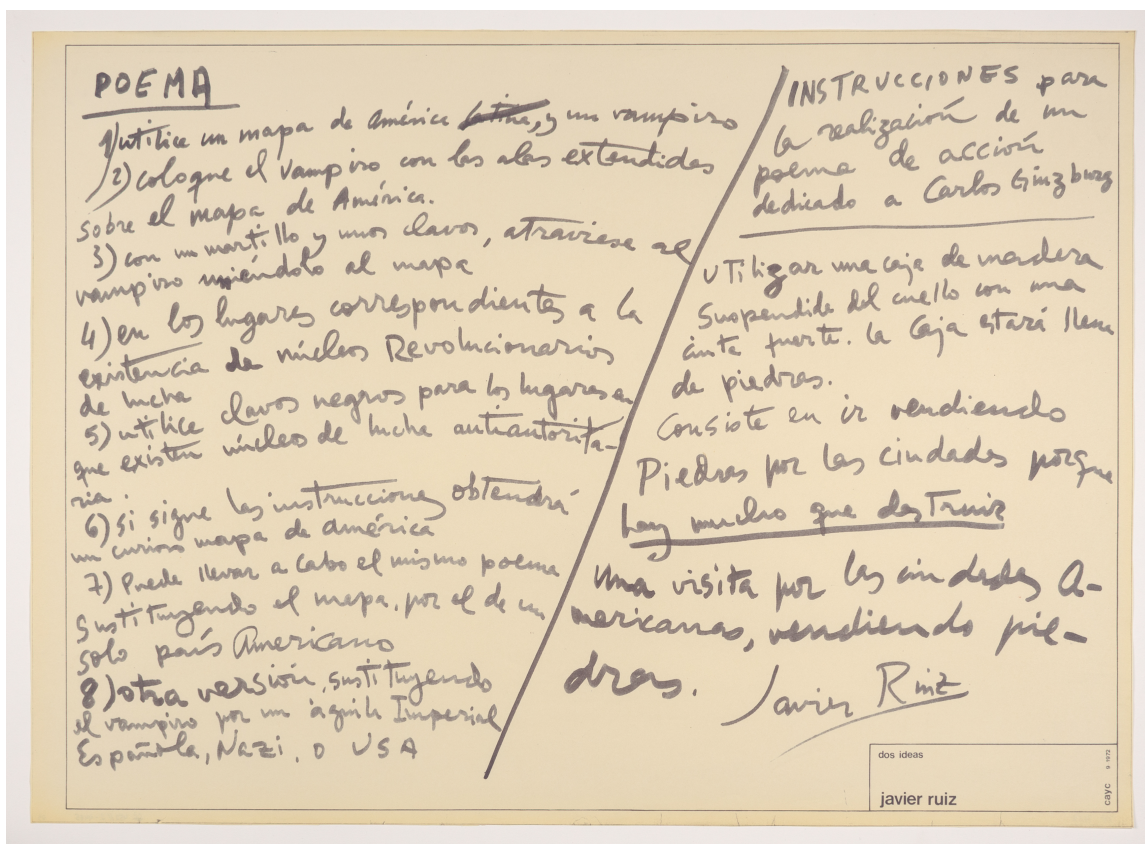 POEMA
1) utilice un mapa de américa latina, y un vampiro
2) coloque el vampiro con las alas extendidas
sobre el mapa de América.
3) con un martillo y unos clavos, atraviese al
vampiro uniéndolo al mapa
4) en los lugares correspondientes a la
existencia de núcleos Revolucionarios
de lucha
5) utilice clavos negros para los lugares en
que existen núcleo de lucha antiautorita-
ria.
6) si sigue las instrucciones obtendrá
un curioso mapa de américa
7) Puede llevar a cabo el mismo poema
sustituyendo el mapa, por el de un
solo país Americano
8) otra versión, sustituyendo
el vampiro por un águila Imperial
Española, Nazi, o USA
INSTRUCCIONES para
la realización de un
poema de acción
dedicado a Carlos Ginzburg
UTilizar una caja de madera
suspendida del cuello con una
cinta fuerte. la Caja estará llena
de piedras.
Consiste en ir vendiendo
Piedras por las ciudades porque
hay mucho que desTruir
Una visita por las ciudades A-
mericanas, vendiendo pie-
dras.
Javier Ruiz
dos ideas
javier ruiz
cayc 9-1972